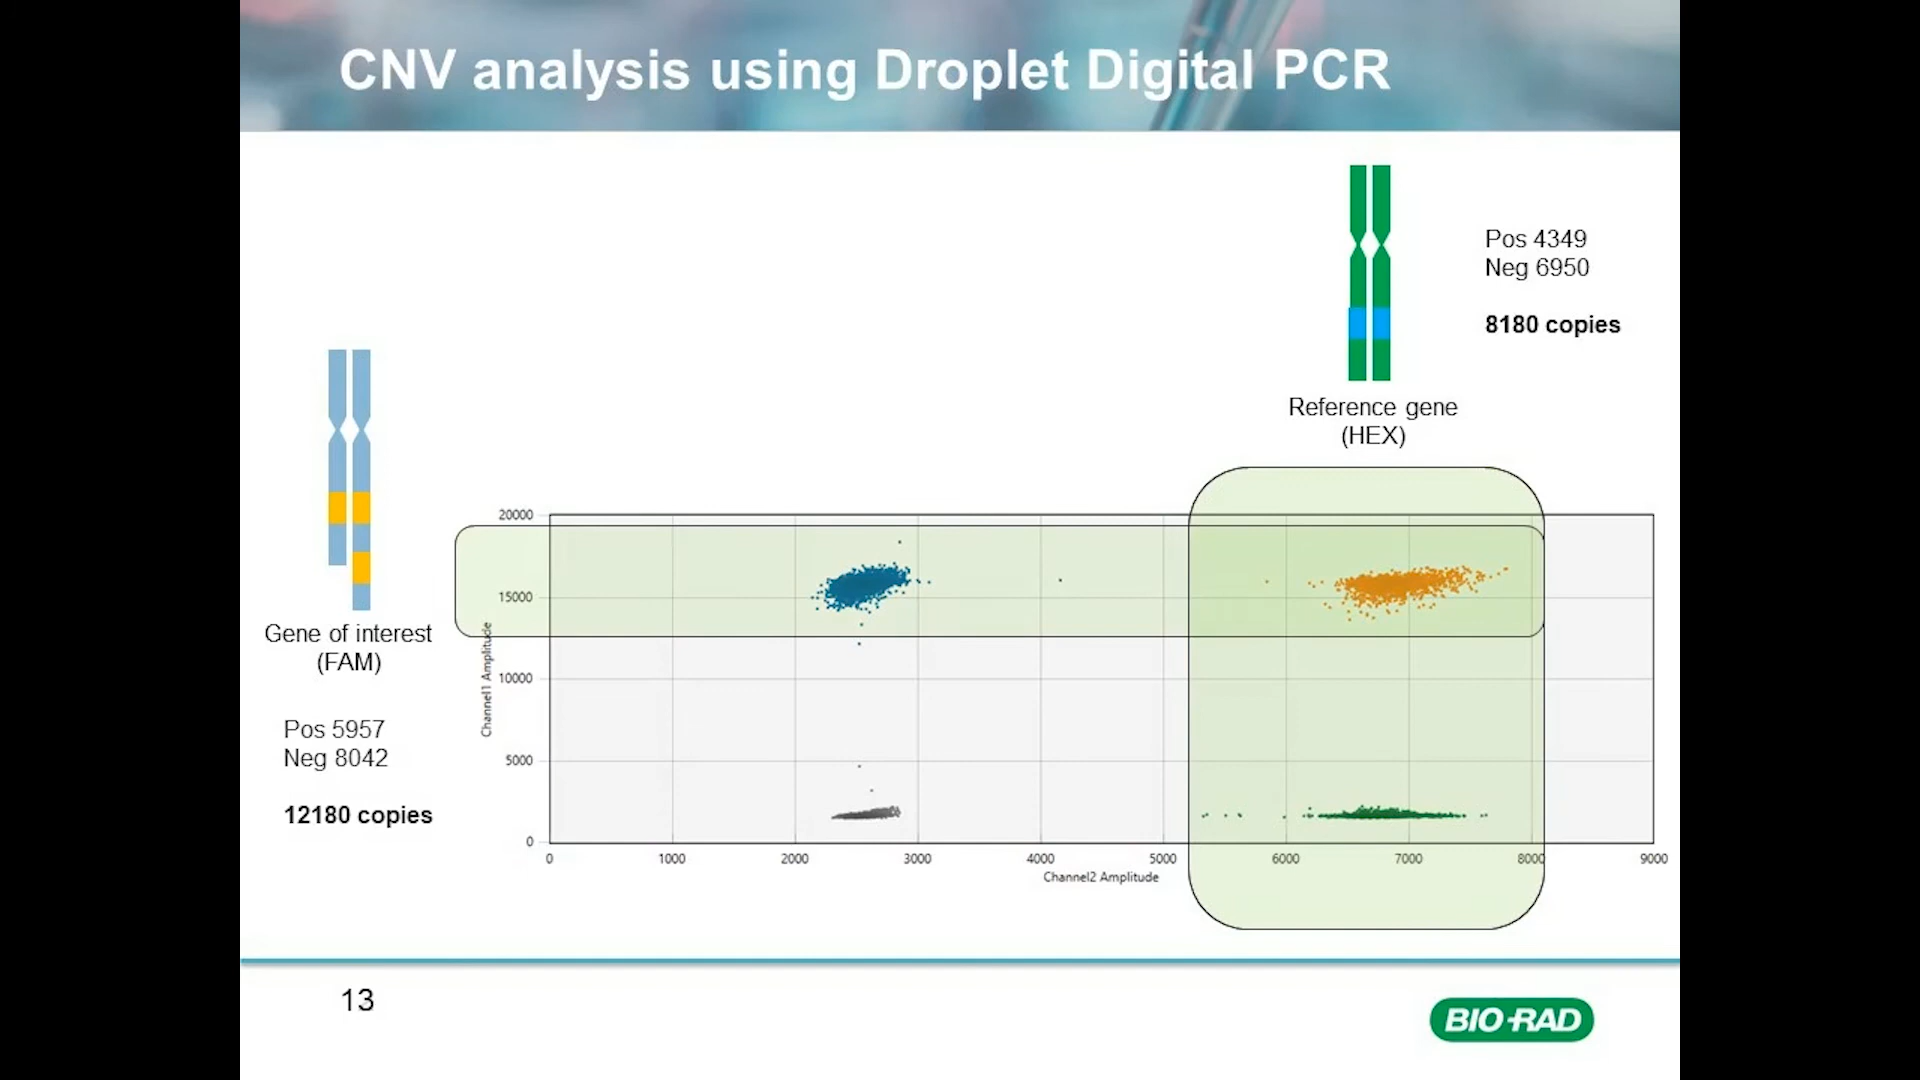 CNV analysis using Droplet Digital PCR
Pos 4349
Neg 6950
8180 copies
Reference gene
(HEX)
Gene of interest
(FAM)
Pos 5957
Neg 8042
12180 copies
20000
15000
10000
5000
0
Channel1 Amplitude
0 1000 2000 3000 4000 5000 6000 7000 8000 9000
Channel2 Amplitude
13
BIO-RAD